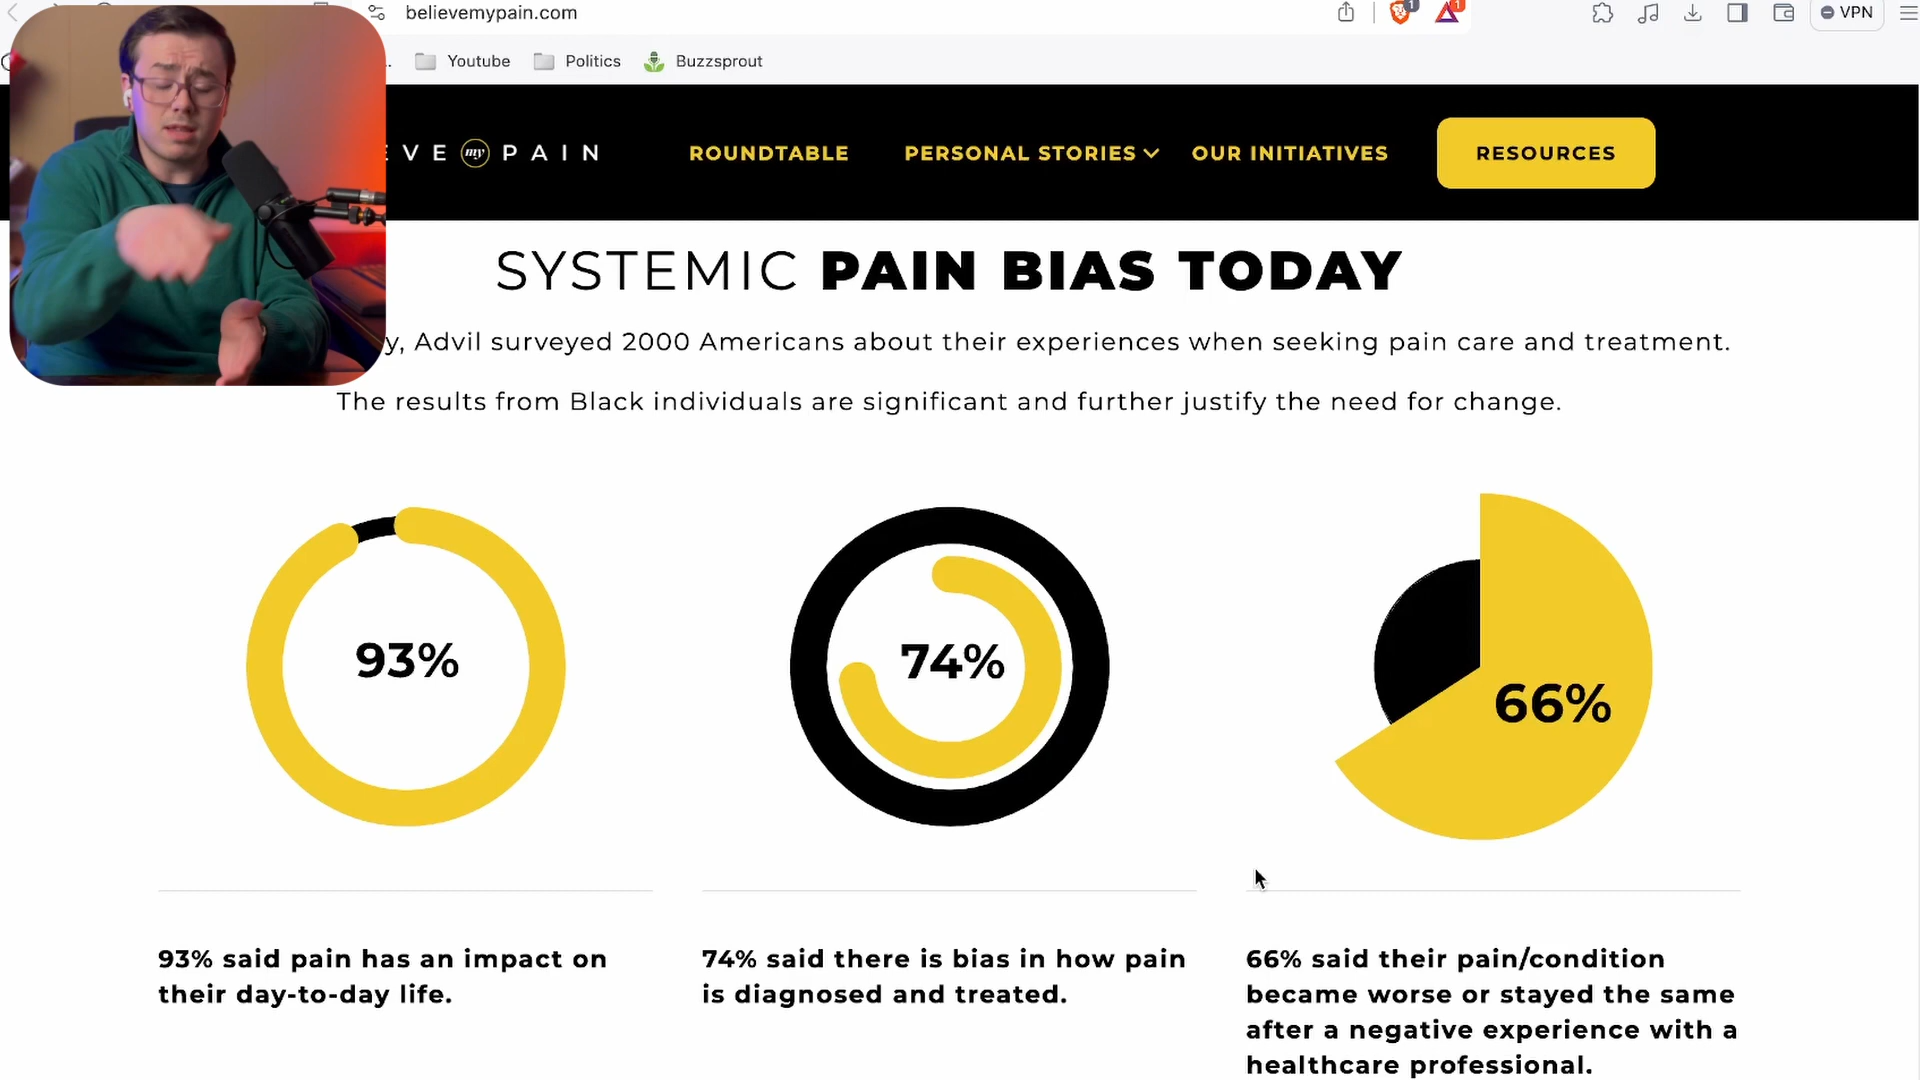 believemypain.com
1
1
VPN
Youtube
Politics
Buzzsprout
EVE my PAIN
ROUNDTABLE
PERSONAL STORIES
OUR INITIATIVES
RESOURCES
SYSTEMIC PAIN BIAS TODAY
y, Advil surveyed 2000 Americans about their experiences when seeking pain care and treatment.
The results from Black individuals are significant and further justify the need for change.
93%
74%
66%
93% said pain has an impact on
their day-to-day life.
74% said there is bias in how pain
is diagnosed and treated.
66% said their pain/condition
became worse or stayed the same
after a negative experience with a
healthcare professional.